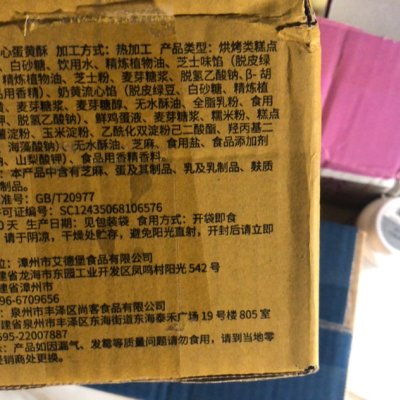 心蛋黄酥 加工方式：热加工 产品类型：烘烤类糕点
白砂糖、饮用水、精炼植物油、芝士味馅（脱皮绿
精炼植物油、芝士粉、麦芽糖浆、脱氢乙酸钠、β-胡
品用香精）、奶黄流心馅（脱皮绿豆、白砂糖、精炼
黄、麦芽糖浆、麦芽糖醇、无水酥油、全脂乳粉、食用
钾、脱氢乙酸钠）、鲜鸡蛋液、麦芽糖浆、糯米粉、糕点
淀粉、玉米淀粉、乙酰化双淀粉己二酸酯、羟丙基二
海藻酸钠）、无水酥油、芝麻、食用盐、食品添加剂
钠、山梨酸钾）、食品用香精香料。
：本产品中含有芝麻、蛋及其制品、乳及乳制品、麸质
制品。
准号：GB/T20977
许可证编号：SC12435068106576
0天 生产日期：见包装袋 食用方式：开袋即食
请于阴凉，干燥处贮存，避免阳光直射，开封后请立即
位：漳州市艾德堡食品有限公司
建省龙海市东园工业开发区凤鸣村阳光 542 号
建省漳州市
96-6709656
：泉州市丰泽区尚客食品有限公司
建省泉州市丰泽区东海街道东海泰禾广场 19 号楼 805 室
595-22007887
：产品如因漏气、发霉等质量问题请勿食用，请到当地零
经销商处更换。